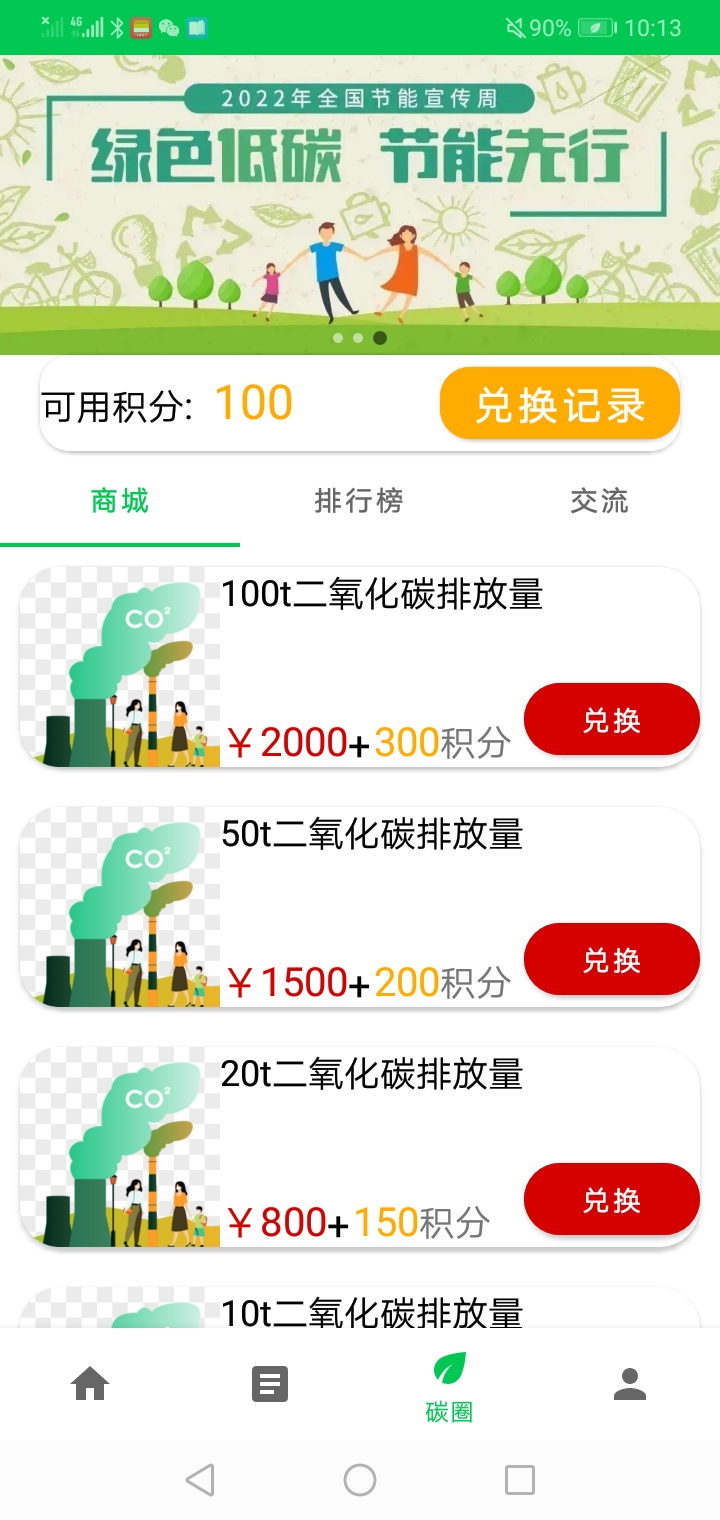 4G 90% 10:13
2022年全国节能宣传周
绿色低碳 节能先行
可用积分: 100 兑换记录
商城 排行榜 交流
CO²
100t二氧化碳排放量
￥2000+300积分 兑换
CO²
50t二氧化碳排放量
￥1500+200积分 兑换
CO²
20t二氧化碳排放量
￥800+150积分 兑换
10t二氧化碳排放量
碳圈